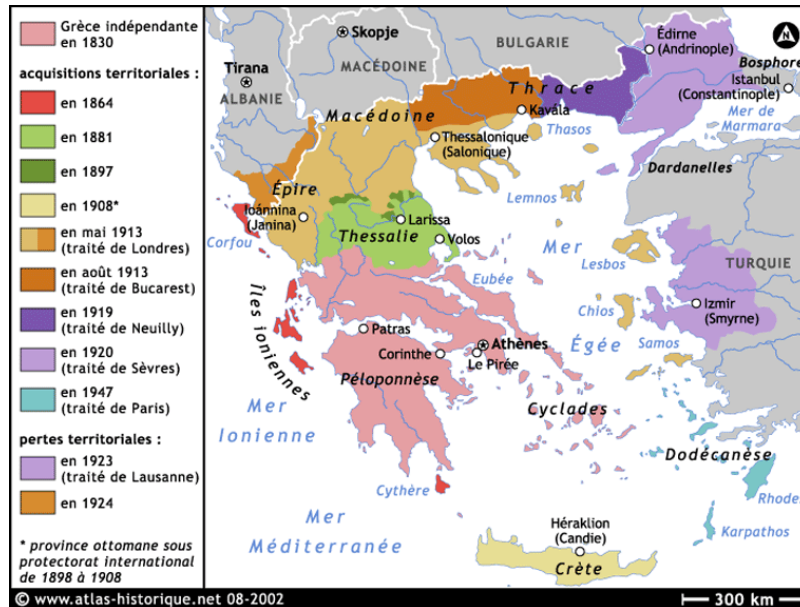 Grèce indépendante
en 1830
acquisitions territoriales :
en 1864
en 1881
en 1897
en 1908*
en mai 1913
(traité de Londres)
en août 1913
(traité de Bucarest)
en 1919
(traité de Neuilly)
en 1920
(traité de Sèvres)
en 1947
(traité de Paris)
pertes territoriales :
en 1923
(traité de Lausanne)
en 1924
* province ottomane sous
protectorat international
de 1898 à 1908
Skopje
MACÉDOINE
BULGARIE
Édirne
(Andrinople)
N
Bosphore
Istanbul
(Constantinople)
Mer de
Marmara
Tirana
ALBANIE
Macédoine
Thrace
Kavála
Thasos
Thessalonique
(Salonique)
Dardanelles
Lemnos
Épire
Ioánnina
(Janina)
Corfou
Larissa
Thessalie
Volos
Mer
Égée
Lesbos
TURQUIE
Eubée
Chios
Izmir
(Smyrne)
Îles ioniennes
Patras
Athènes
Corinthe
Le Pirée
Samos
Péloponnèse
Cyclades
Mer
Ionienne
Dodécanèse
Cythère
Rhodes
Karpathos
Mer
Méditerranée
Héraklion
(Candie)
Crète
© www.atlas-historique.net 08-2002
300 km